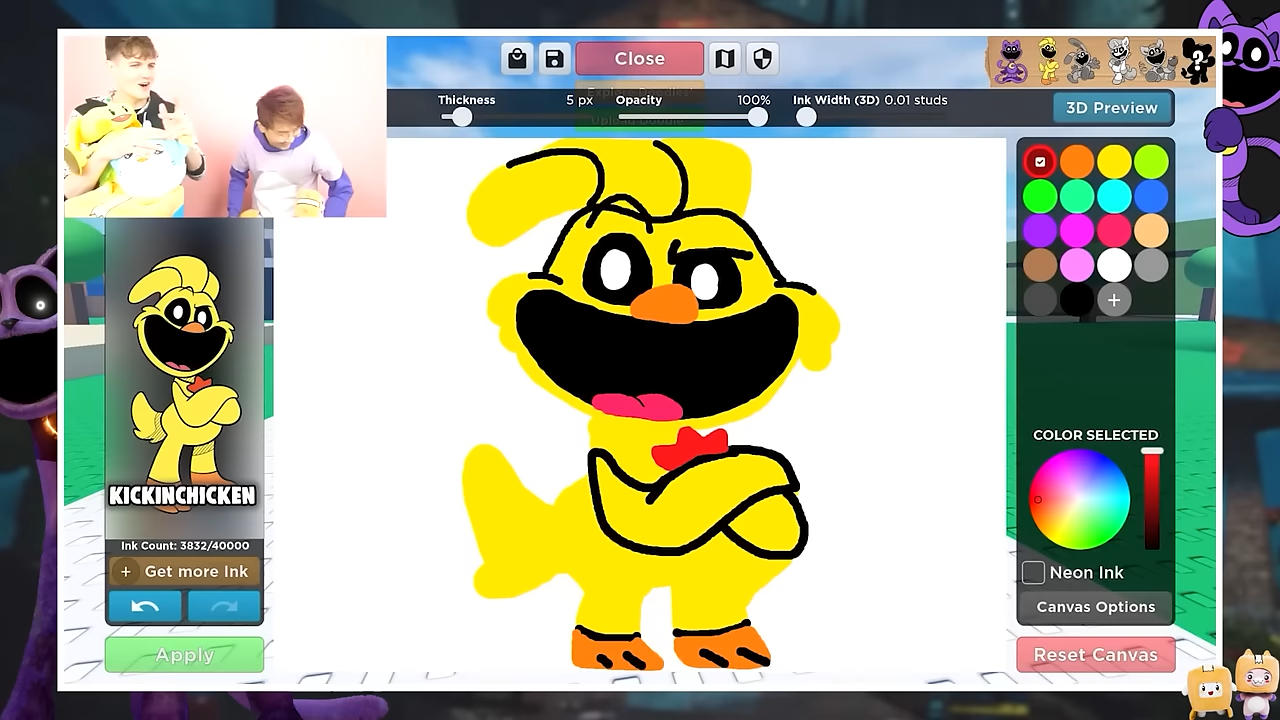 Close
Thickness 5 px Opacity 100% Ink Width (3D) 0.01 studs
3D Preview
KICKINCHICKEN
Ink Count: 3832/40000
+ Get more Ink
Apply
COLOR SELECTED
Neon Ink
Canvas Options
Reset Canvas